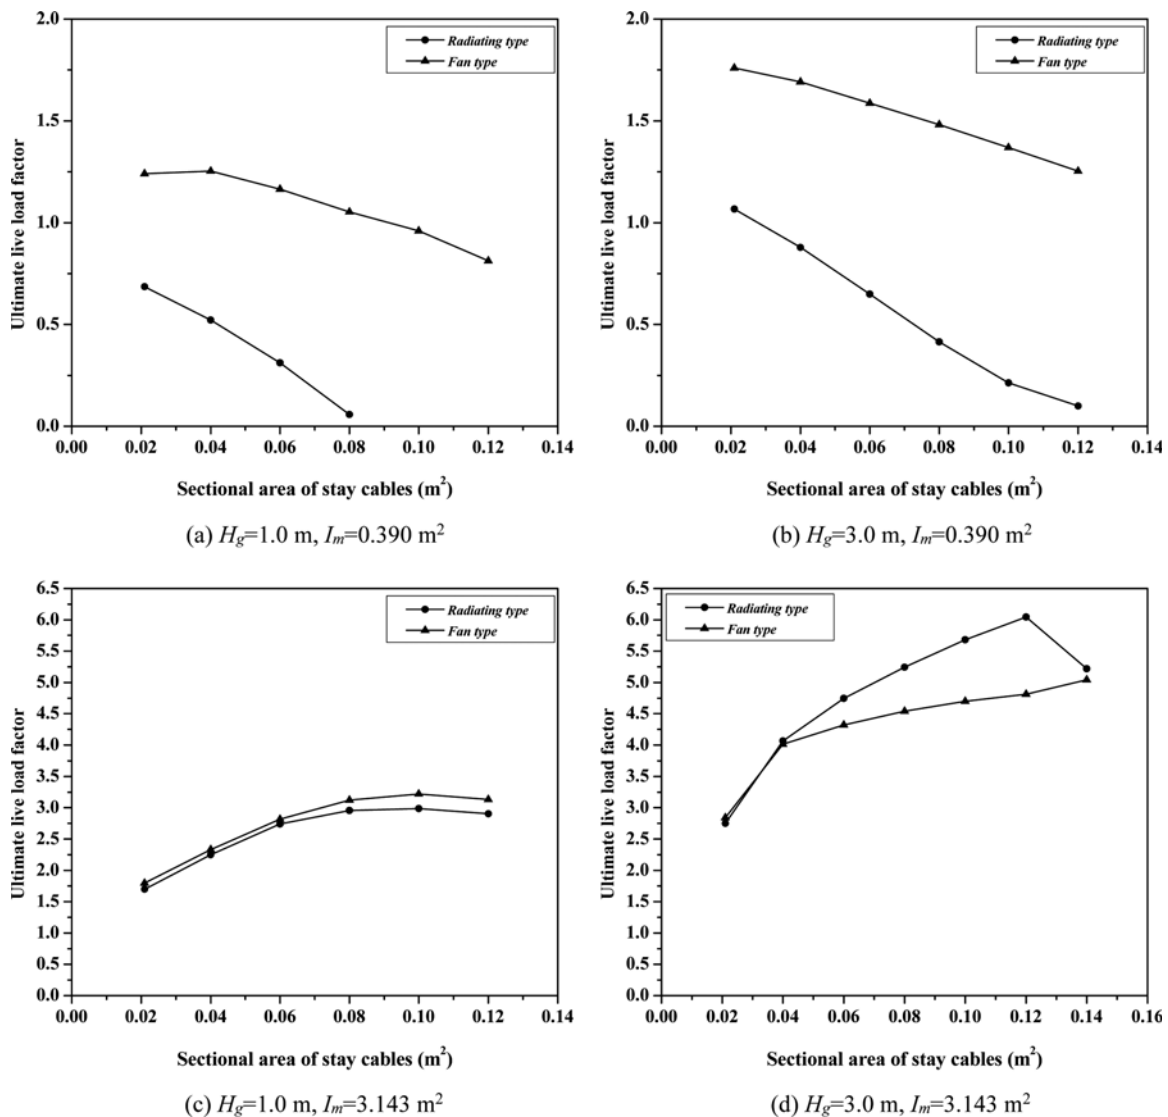 2.0
1.5
1.0
0.5
0.0
Ultimate live load factor
Radiating type
Fan type
0.00 0.02 0.04 0.06 0.08 0.10 0.12 0.14
Sectional area of stay cables (m²)
(a) Hg=1.0 m, Im=0.390 m²
2.0
1.5
1.0
0.5
0.0
Ultimate live load factor
Radiating type
Fan type
0.00 0.02 0.04 0.06 0.08 0.10 0.12 0.14
Sectional area of stay cables (m²)
(b) Hg=3.0 m, Im=0.390 m²
6.5
6.0
5.5
5.0
4.5
4.0
3.5
3.0
2.5
2.0
1.5
1.0
0.5
0.0
Ultimate live load factor
Radiating type
Fan type
0.00 0.02 0.04 0.06 0.08 0.10 0.12 0.14
Sectional area of stay cables (m²)
(c) Hg=1.0 m, Im=3.143 m²
6.5
6.0
5.5
5.0
4.5
4.0
3.5
3.0
2.5
2.0
1.5
1.0
0.5
0.0
Ultimate live load factor
Radiating type
Fan type
0.00 0.02 0.04 0.06 0.08 0.10 0.12 0.14 0.16
Sectional area of stay cables (m²)
(d) Hg=3.0 m, Im=3.143 m²